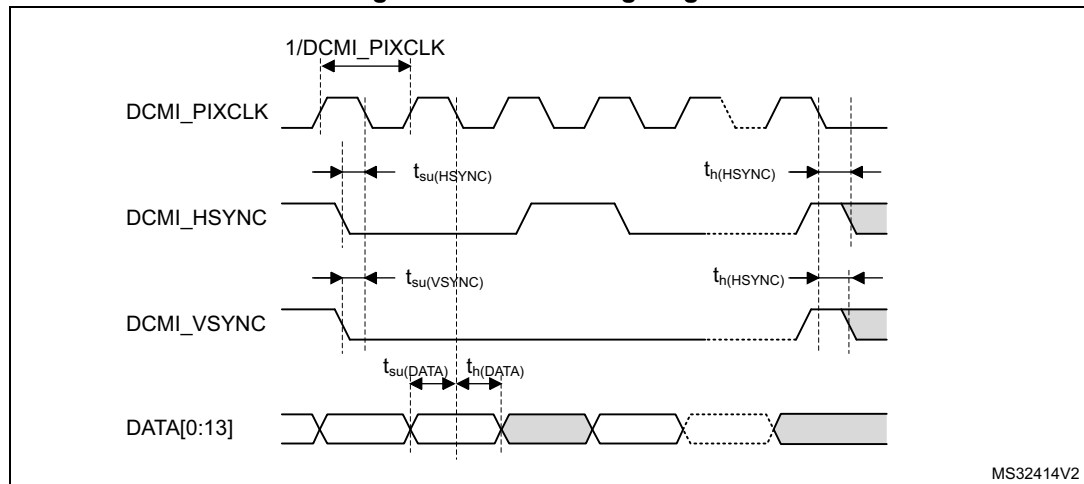 1/DCMI_PIXCLK
DCMI_PIXCLK
tsu(HSYNC) th(HSYNC)
DCMI_HSYNC
tsu(VSYNC) th(HSYNC)
DCMI_VSYNC
tsu(DATA) th(DATA)
DATA[0:13]
MS32414V2